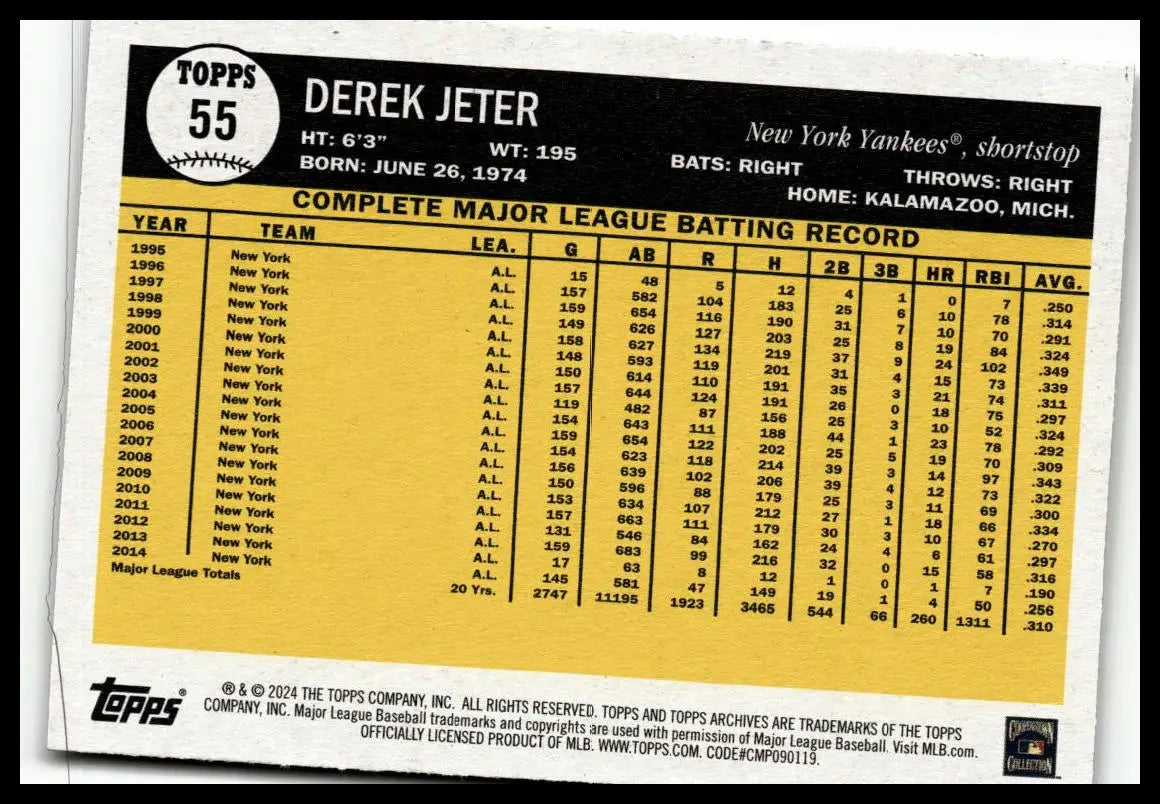 TOPPS
55
DEREK JETER
New York Yankees®, shortstop
HT: 6'3" WT: 195 BATS: RIGHT THROWS: RIGHT
BORN: JUNE 26, 1974 HOME: KALAMAZOO, MICH.
COMPLETE MAJOR LEAGUE BATTING RECORD
YEAR TEAM LEA. G AB R H 2B 3B HR RBI AVG.
1995 New York A.L. 15 48 5 12 4 1 0 7 .250
1996 New York A.L. 157 582 104 183 25 6 10 78 .314
1997 New York A.L. 159 654 116 190 31 7 10 70 .291
1998 New York A.L. 149 626 127 203 25 8 19 84 .324
1999 New York A.L. 158 627 134 219 37 9 24 102 .349
2000 New York A.L. 148 593 119 201 31 4 15 73 .339
2001 New York A.L. 150 614 110 191 35 3 21 74 .311
2002 New York A.L. 157 644 124 191 26 0 18 75 .297
2003 New York A.L. 119 482 87 156 25 3 10 52 .324
2004 New York A.L. 154 643 111 188 44 1 23 78 .292
2005 New York A.L. 159 654 122 202 25 5 19 70 .309
2006 New York A.L. 154 623 118 214 39 3 14 97 .343
2007 New York A.L. 156 639 102 206 39 4 12 73 .322
2008 New York A.L. 150 596 88 179 25 3 11 69 .300
2009 New York A.L. 153 634 107 212 27 1 18 66 .334
2010 New York A.L. 157 663 111 179 30 3 10 67 .270
2011 New York A.L. 131 546 84 162 24 4 6 61 .297
2012 New York A.L. 159 683 99 216 32 0 15 58 .316
2013 New York A.L. 17 63 8 12 1 0 1 7 .190
2014 New York A.L. 145 581 47 149 19 1 4 50 .256
Major League Totals 20 Yrs. 2747 11195 1923 3465 544 66 260 1311 .310
topps®
® & © 2024 THE TOPPS COMPANY, INC. ALL RIGHTS RESERVED. TOPPS AND TOPPS ARCHIVES ARE TRADEMARKS OF THE TOPPS
COMPANY, INC. Major League Baseball trademarks and copyrights are used with permission of Major League Baseball. Visit MLB.com.
OFFICIALLY LICENSED PRODUCT OF MLB. WWW.TOPPS.COM. CODE#CMP090119.
COOPERSTOWN
COLLECTION